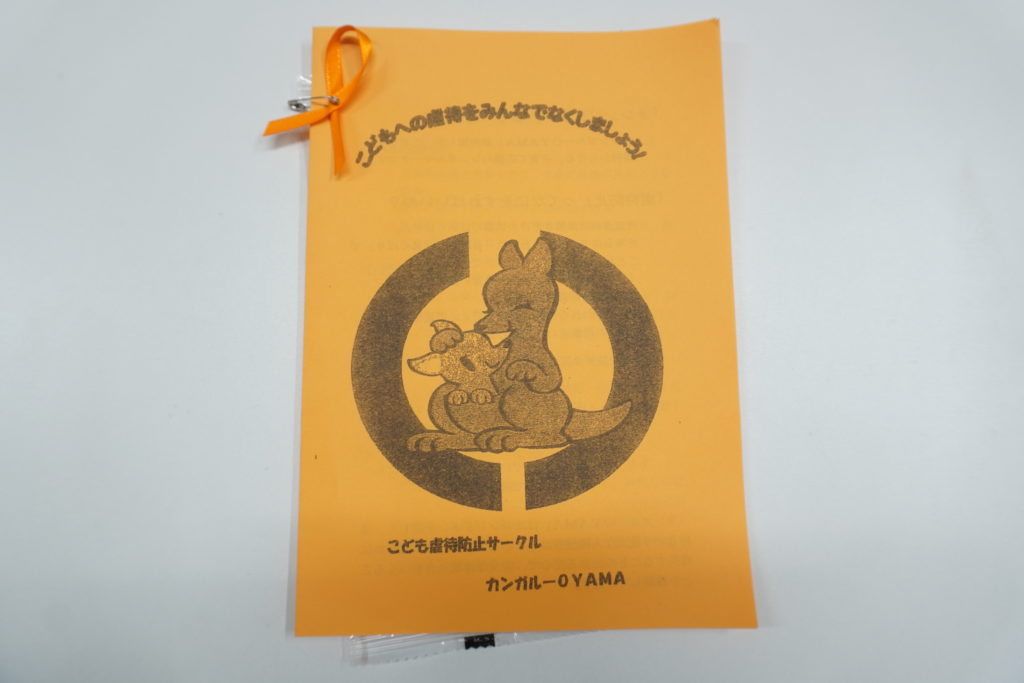 こどもへの虐待をみんなでなくしましょう!
こども虐待防止サークル
カンガルーOYAMA